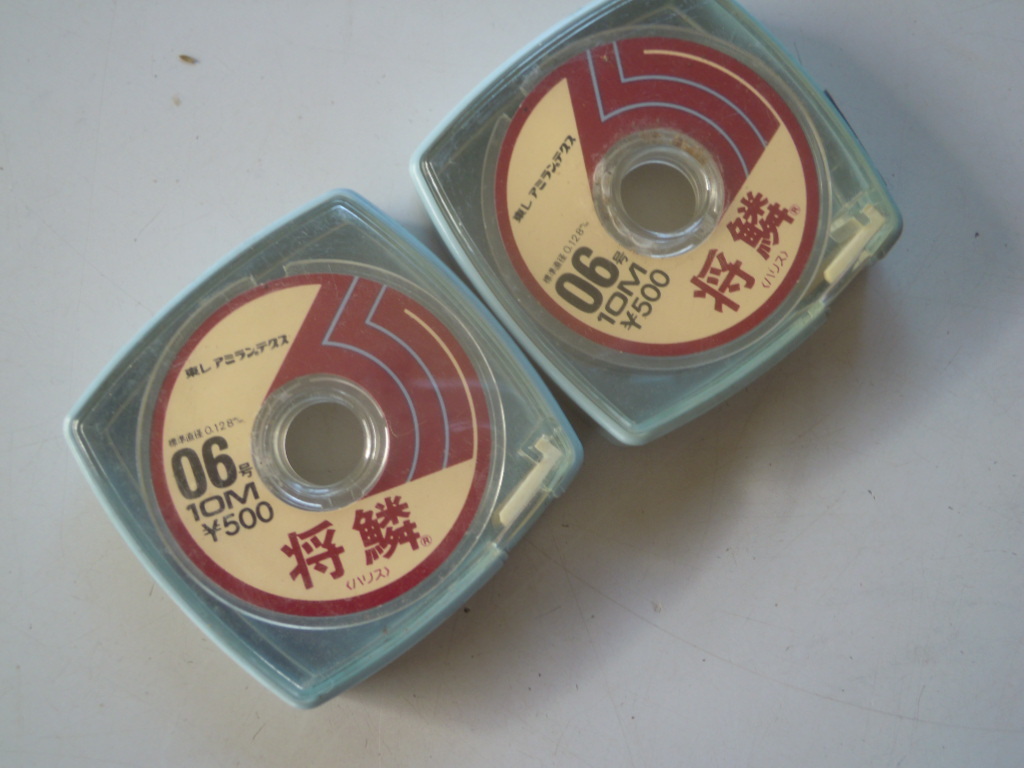 東レ アミランテグス
標準直径 0.128㎜
06号
10M
¥500
将鱗®
〈ハリス〉
東レ アミランテグス
標準直径 0.128㎜
06号
10M
¥500
将鱗®
〈ハリス〉